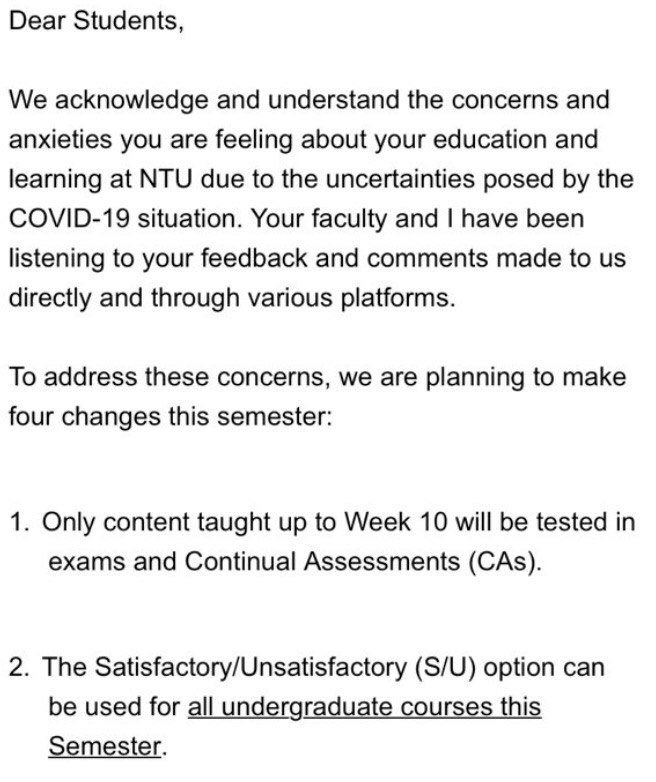 Dear Students,
We acknowledge and understand the concerns and
anxieties you are feeling about your education and
learning at NTU due to the uncertainties posed by the
COVID-19 situation. Your faculty and I have been
listening to your feedback and comments made to us
directly and through various platforms.
To address these concerns, we are planning to make
four changes this semester:
1. Only content taught up to Week 10 will be tested in
exams and Continual Assessments (CAs).
2. The Satisfactory/Unsatisfactory (S/U) option can
be used for all undergraduate courses this
Semester.